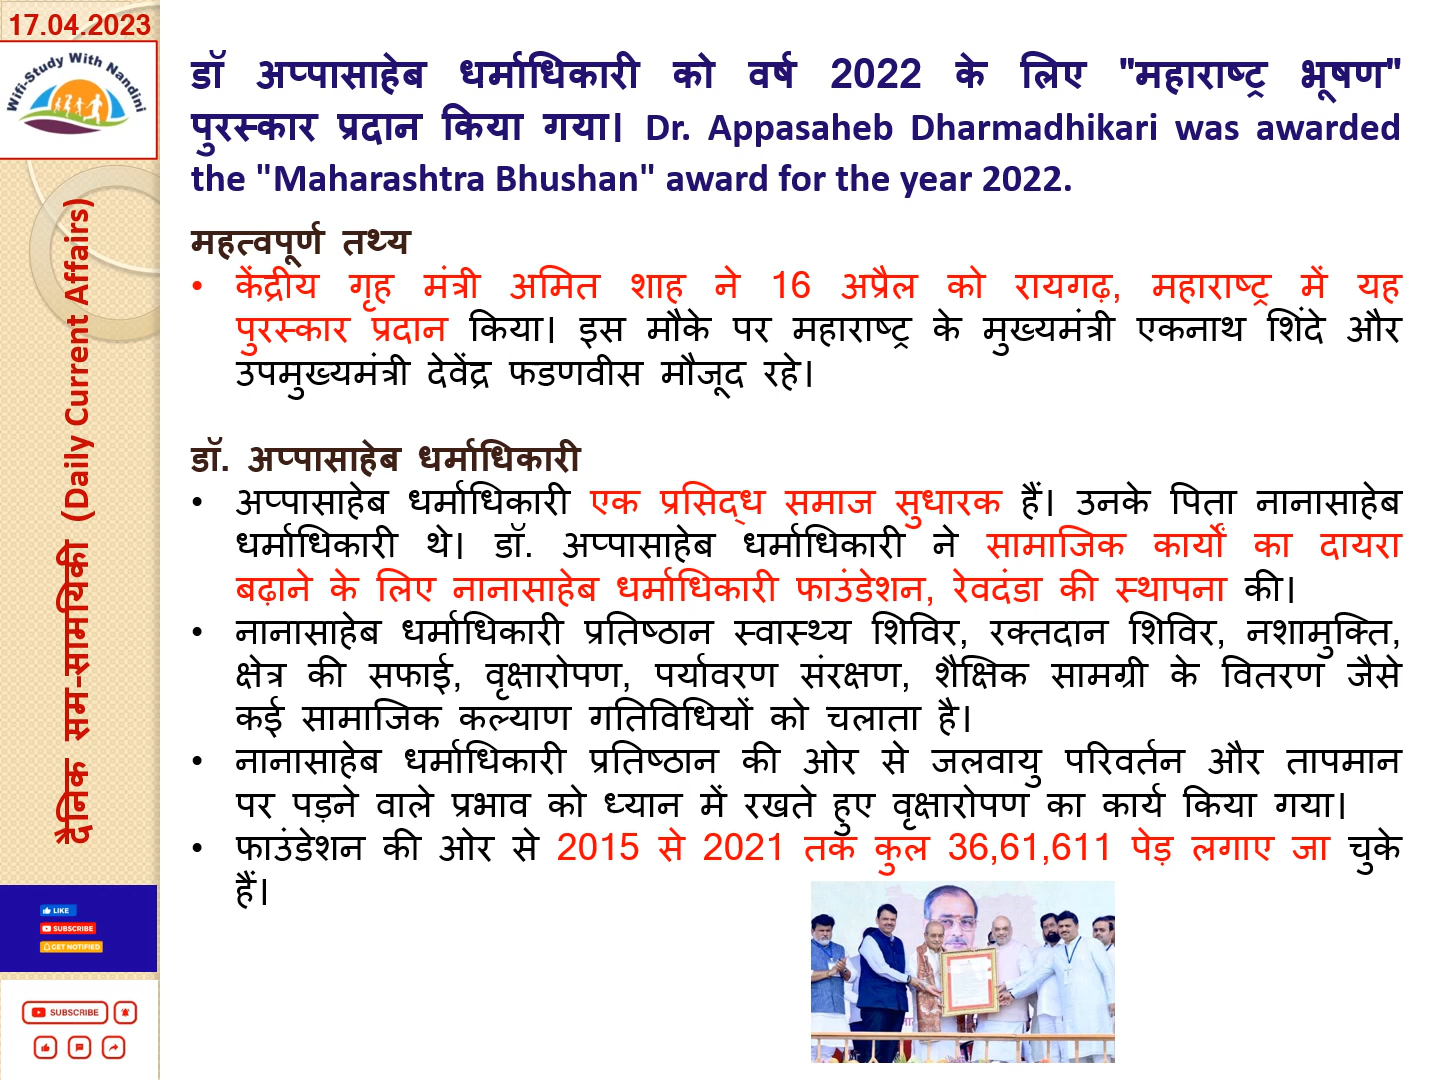 17.04.2023
Wifi-Study With Nandini
दैनिक सम-सामयिकी (Daily Current Affairs)
LIKE
SUBSCRIBE
GET NOTIFIED
SUBSCRIBE
डॉ अप्पासाहेब धर्माधिकारी को वर्ष 2022 के लिए "महाराष्ट्र भूषण"
पुरस्कार प्रदान किया गया। Dr. Appasaheb Dharmadhikari was awarded
the "Maharashtra Bhushan" award for the year 2022.
महत्वपूर्ण तथ्य
• केंद्रीय गृह मंत्री अमित शाह ने 16 अप्रैल को रायगढ़, महाराष्ट्र में यह
पुरस्कार प्रदान किया। इस मौके पर महाराष्ट्र के मुख्यमंत्री एकनाथ शिंदे और
उपमुख्यमंत्री देवेंद्र फडणवीस मौजूद रहे।
डॉ. अप्पासाहेब धर्माधिकारी
• अप्पासाहेब धर्माधिकारी एक प्रसिद्ध समाज सुधारक हैं। उनके पिता नानासाहेब
धर्माधिकारी थे। डॉ. अप्पासाहेब धर्माधिकारी ने सामाजिक कार्यों का दायरा
बढ़ाने के लिए नानासाहेब धर्माधिकारी फाउंडेशन, रेवदंडा की स्थापना की।
• नानासाहेब धर्माधिकारी प्रतिष्ठान स्वास्थ्य शिविर, रक्तदान शिविर, नशामुक्ति,
क्षेत्र की सफाई, वृक्षारोपण, पर्यावरण संरक्षण, शैक्षिक सामग्री के वितरण जैसे
कई सामाजिक कल्याण गतिविधियों को चलाता है।
• नानासाहेब धर्माधिकारी प्रतिष्ठान की ओर से जलवायु परिवर्तन और तापमान
पर पड़ने वाले प्रभाव को ध्यान में रखते हुए वृक्षारोपण का कार्य किया गया।
• फाउंडेशन की ओर से 2015 से 2021 तक कुल 36,61,611 पेड़ लगाए जा चुके
हैं।